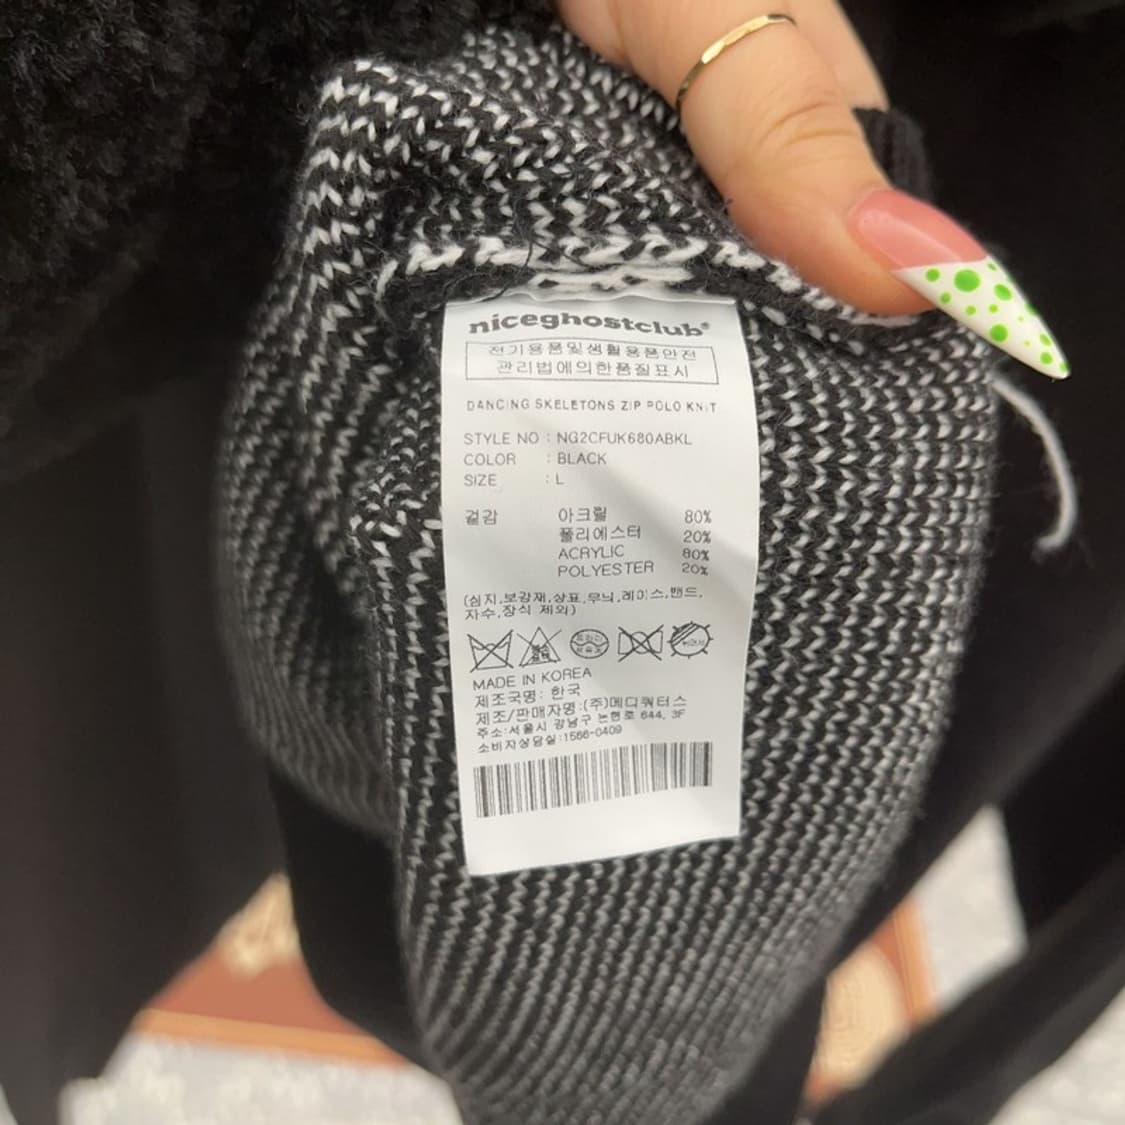 niceghostclub®
전기용품및생활용품안전
관리법에의한품질표시
DANCING SKELETONS ZIP POLO KNIT
STYLE NO : NG2CFUK680ABKL
COLOR : BLACK
SIZE : L
겉감 아크릴 80%
폴리에스터 20%
ACRYLIC 80%
POLYESTER 20%
(심지,보강재,상표,무늬,레이스,밴드,
자수,장식 제외)
MADE IN KOREA
제조국명: 한국
제조/판매자명:(주)메디쿼터스
주소:서울시 강남구 논현로 644, 3F
소비자상담실:1566-0409